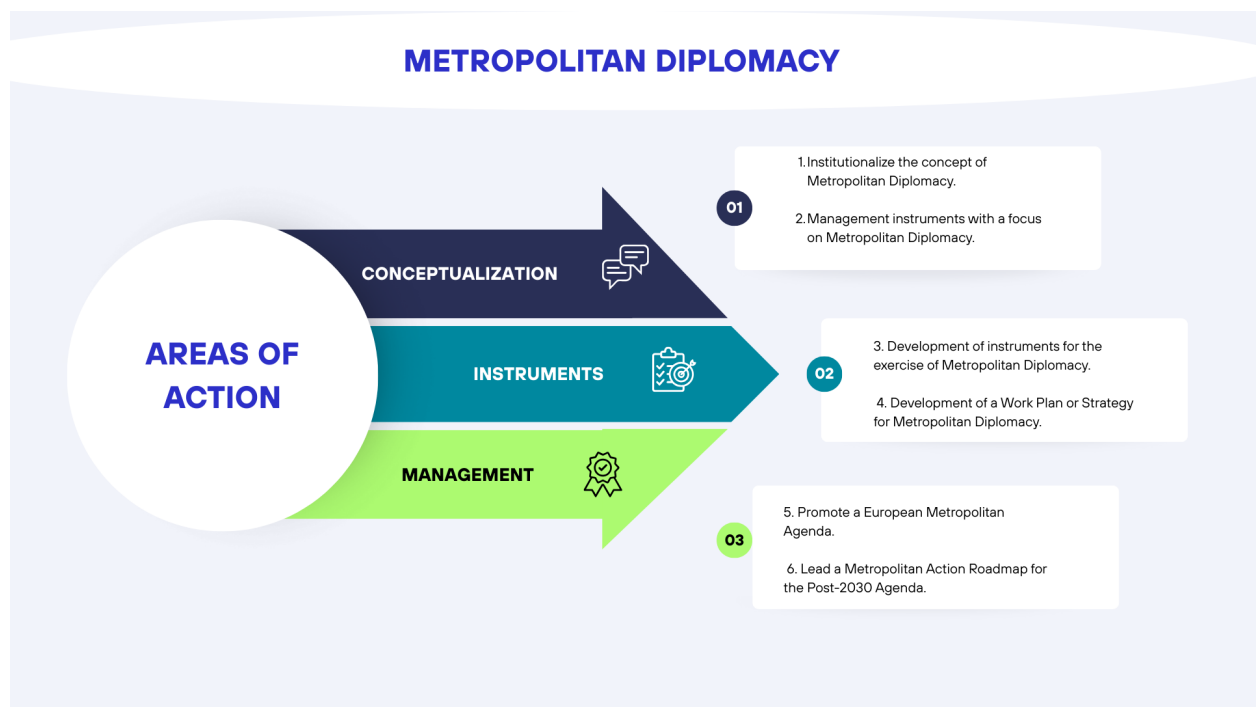 METROPOLITAN DIPLOMACY
AREAS OF
ACTION
CONCEPTUALIZATION
01
1. Institutionalize the concept of
Metropolitan Diplomacy.
2. Management instruments with a focus
on Metropolitan Diplomacy.
INSTRUMENTS
02
3. Development of instruments for the
exercise of Metropolitan Diplomacy.
4. Development of a Work Plan or Strategy
for Metropolitan Diplomacy.
MANAGEMENT
03
5. Promote a European Metropolitan
Agenda.
6. Lead a Metropolitan Action Roadmap for
the Post-2030 Agenda.